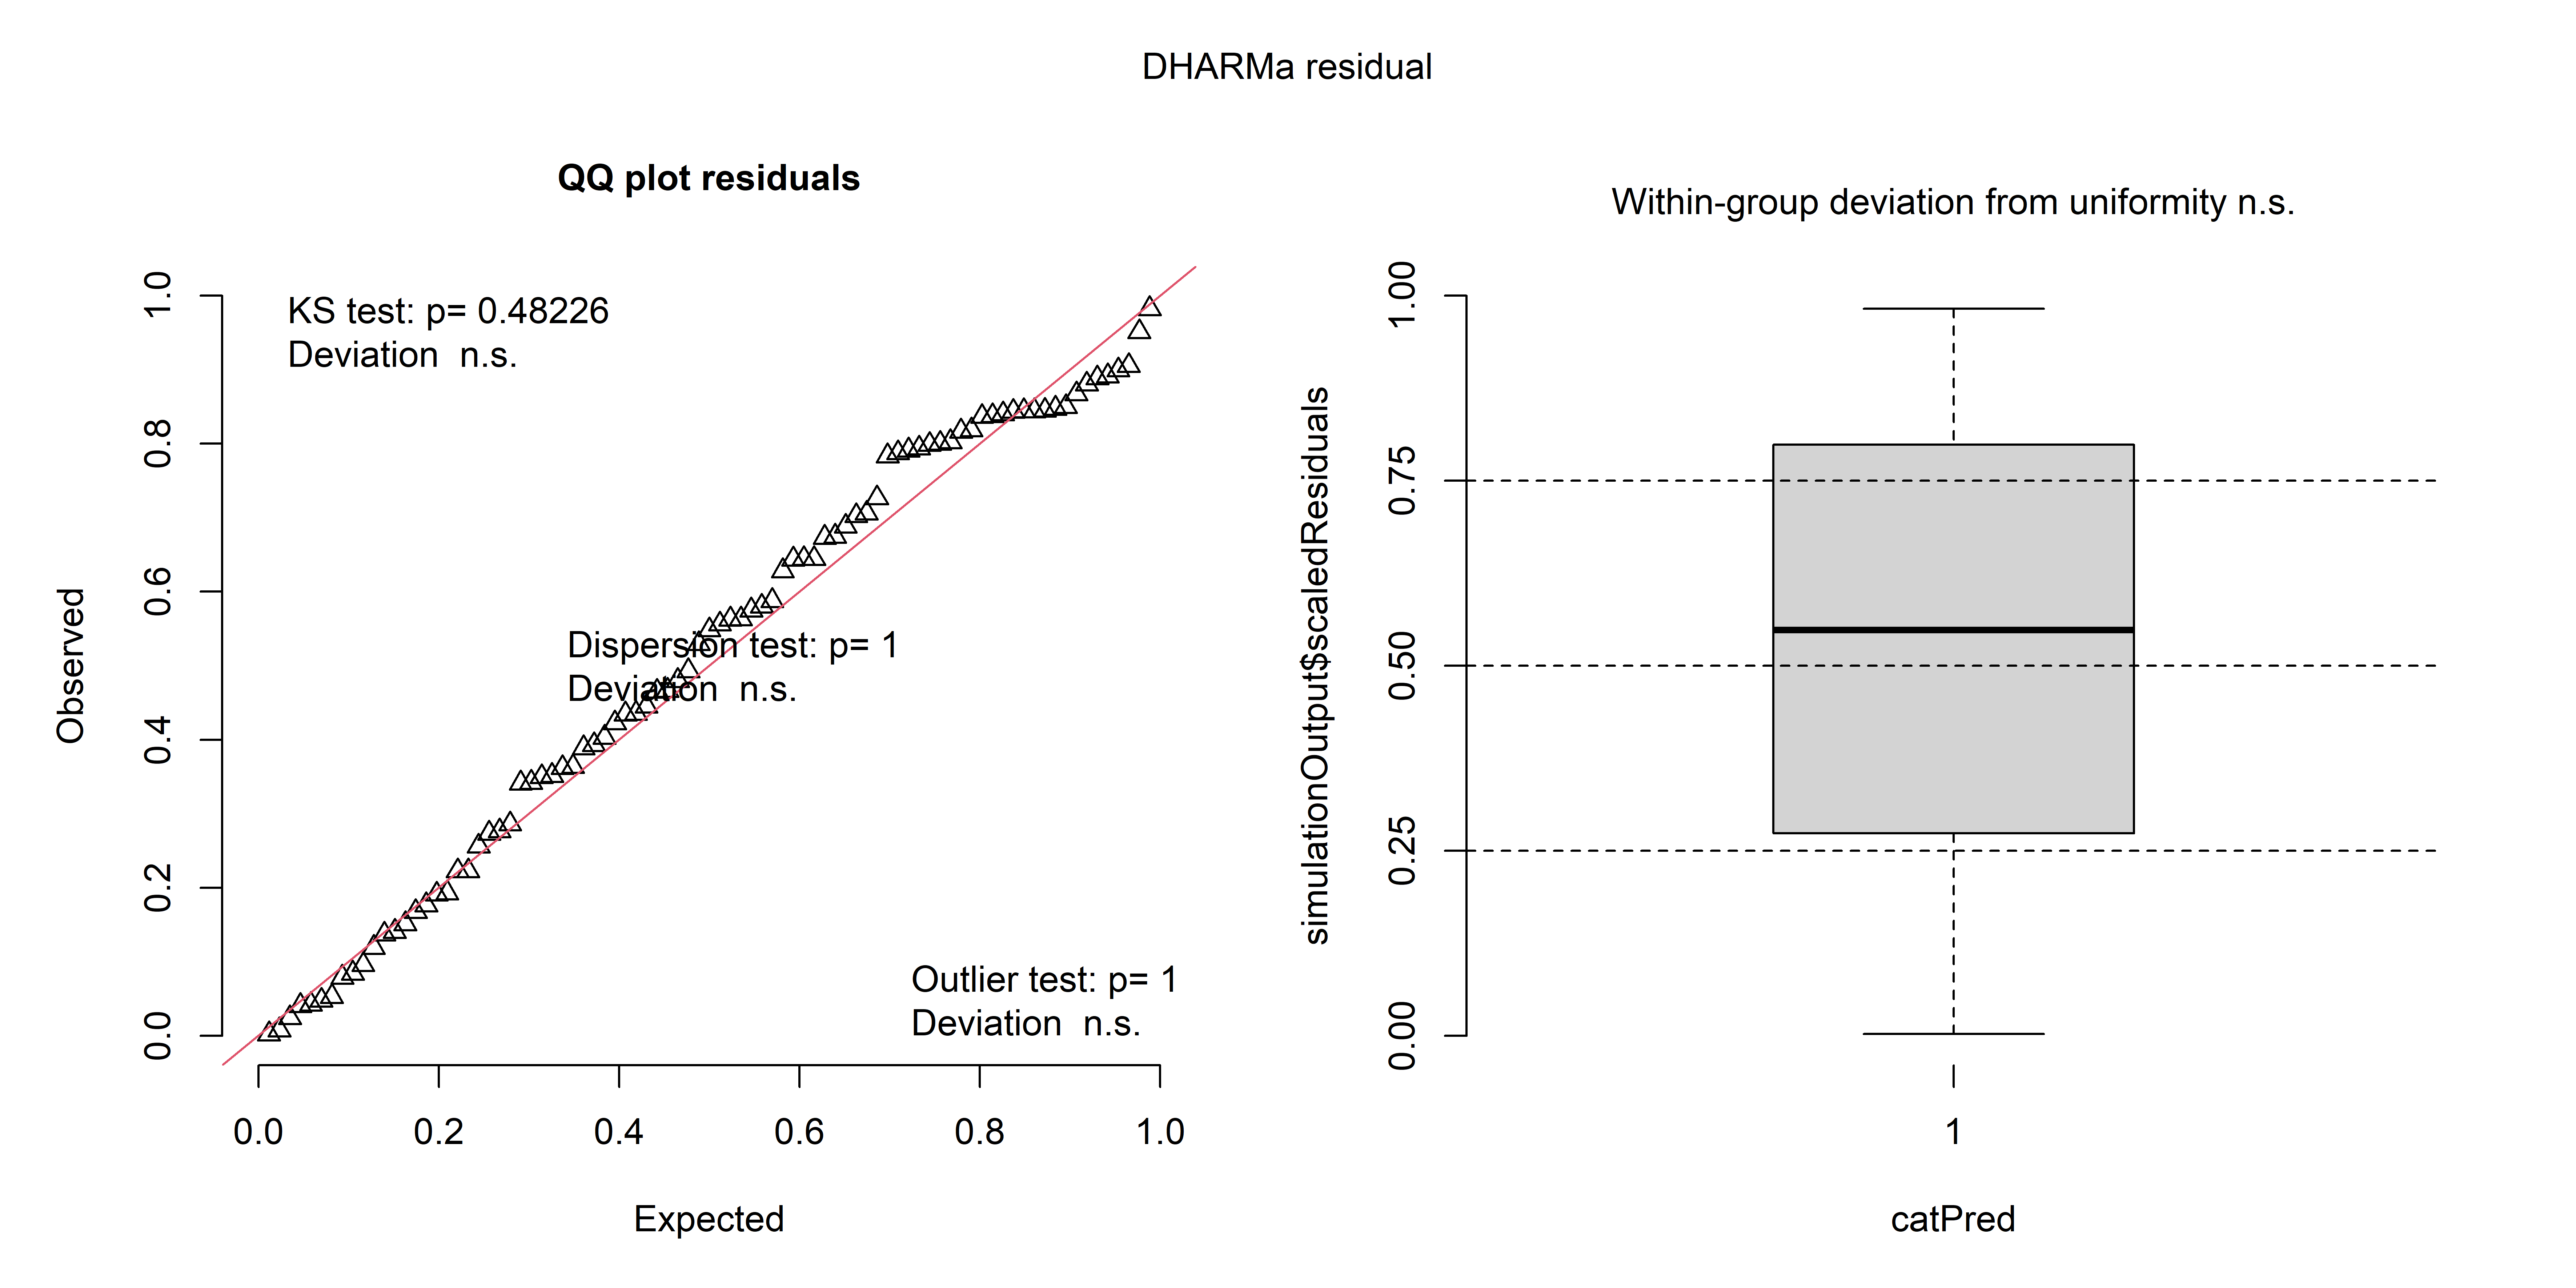 DHARMa residual
QQ plot residuals
KS test: p= 0.48226
Deviation  n.s.
Dispersion test: p= 1
Deviation  n.s.
Outlier test: p= 1
Deviation  n.s.
Observed
1.0
0.8
0.6
0.4
0.2
0.0
0.0 0.2 0.4 0.6 0.8 1.0
Expected
Within-group deviation from uniformity n.s.
simulationOutput$scaledResiduals
1.00
0.75
0.50
0.25
0.00
1
catPred